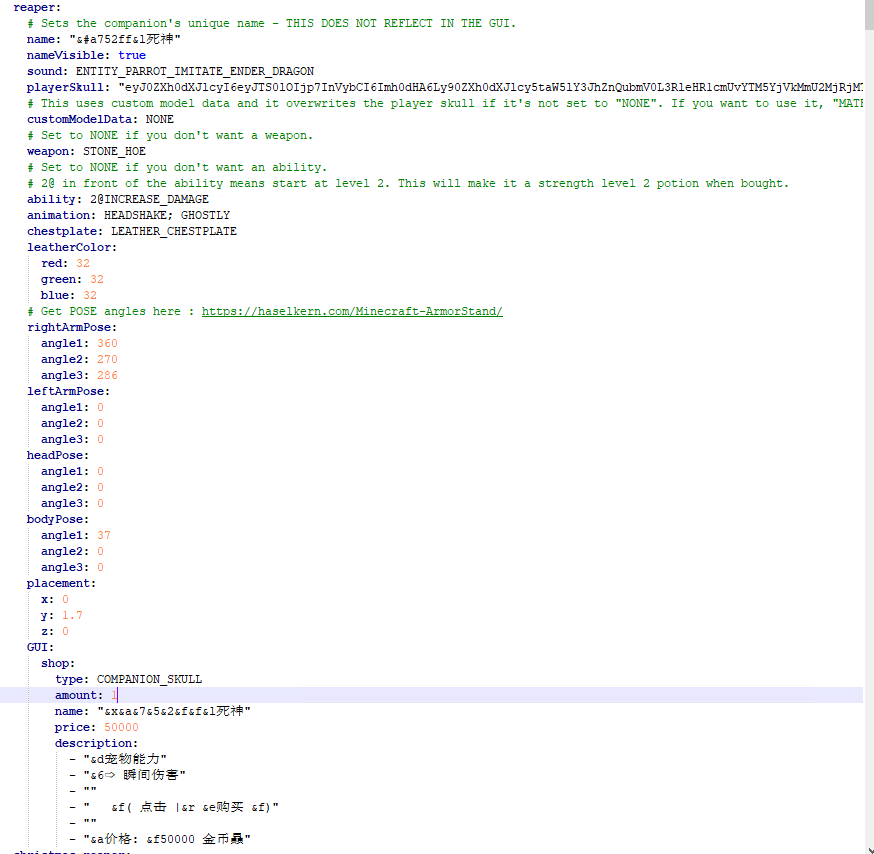 reaper:
# Sets the companion's unique name - THIS DOES NOT REFLECT IN THE GUI.
name: "&#a752ff&l死神"
nameVisible: true
sound: ENTITY_PARROT_IMITATE_ENDER_DRAGON
playerSkull:
# This uses custom model data and it overwrites the player skull if it's not set to "NONE". If you want to use it, "MATE
customModelData: NONE
# Set to NONE if you don't want a weapon.
weapon: STONE_HOE
# Set to NONE if you don't want an ability.
# 2@ in front of the ability means start at level 2. This will make it a strength level 2 potion when bought.
ability: 2@INCREASE_DAMAGE
animation: HEADSHAKE; GHOSTLY
chestplate: LEATHER_CHESTPLATE
leatherColor:
red: 32
green: 32
blue: 32
# Get POSE angles here : https://haselkern.com/Minecraft-ArmorStand/
rightArmPose:
angle1: 360
angle2: 270
angle3: 286
leftArmPose:
angle1: 0
angle2: 0
angle3: 0
headPose:
angle1: 0
angle2: 0
angle3: 0
bodyPose:
angle1: 37
angle2: 0
angle3: 0
placement:
x: 0
y: 1.7
z: 0
GUI:
shop:
type: COMPANION_SKULL
amount: 1
name: "&x&a&7&5&2&f&f&l死神"
price: 50000
description:
- "&d宠物能力"
- "&6⇨ 瞬间伤害"
- ""
- "   &f( 点击 |&r &e购买 &f)"
- ""
- "&a价格: &f50000 金币"